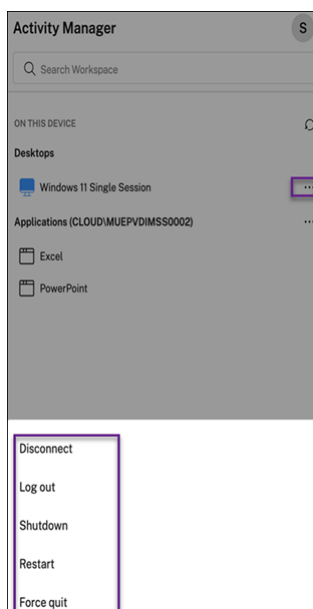 Activity Manager
S
Search Workspace
ON THIS DEVICE
Desktops
Windows 11 Single Session
Applications (CLOUD\MUEPVDIMSS0002)
Excel
PowerPoint
Disconnect
Log out
Shutdown
Restart
Force quit